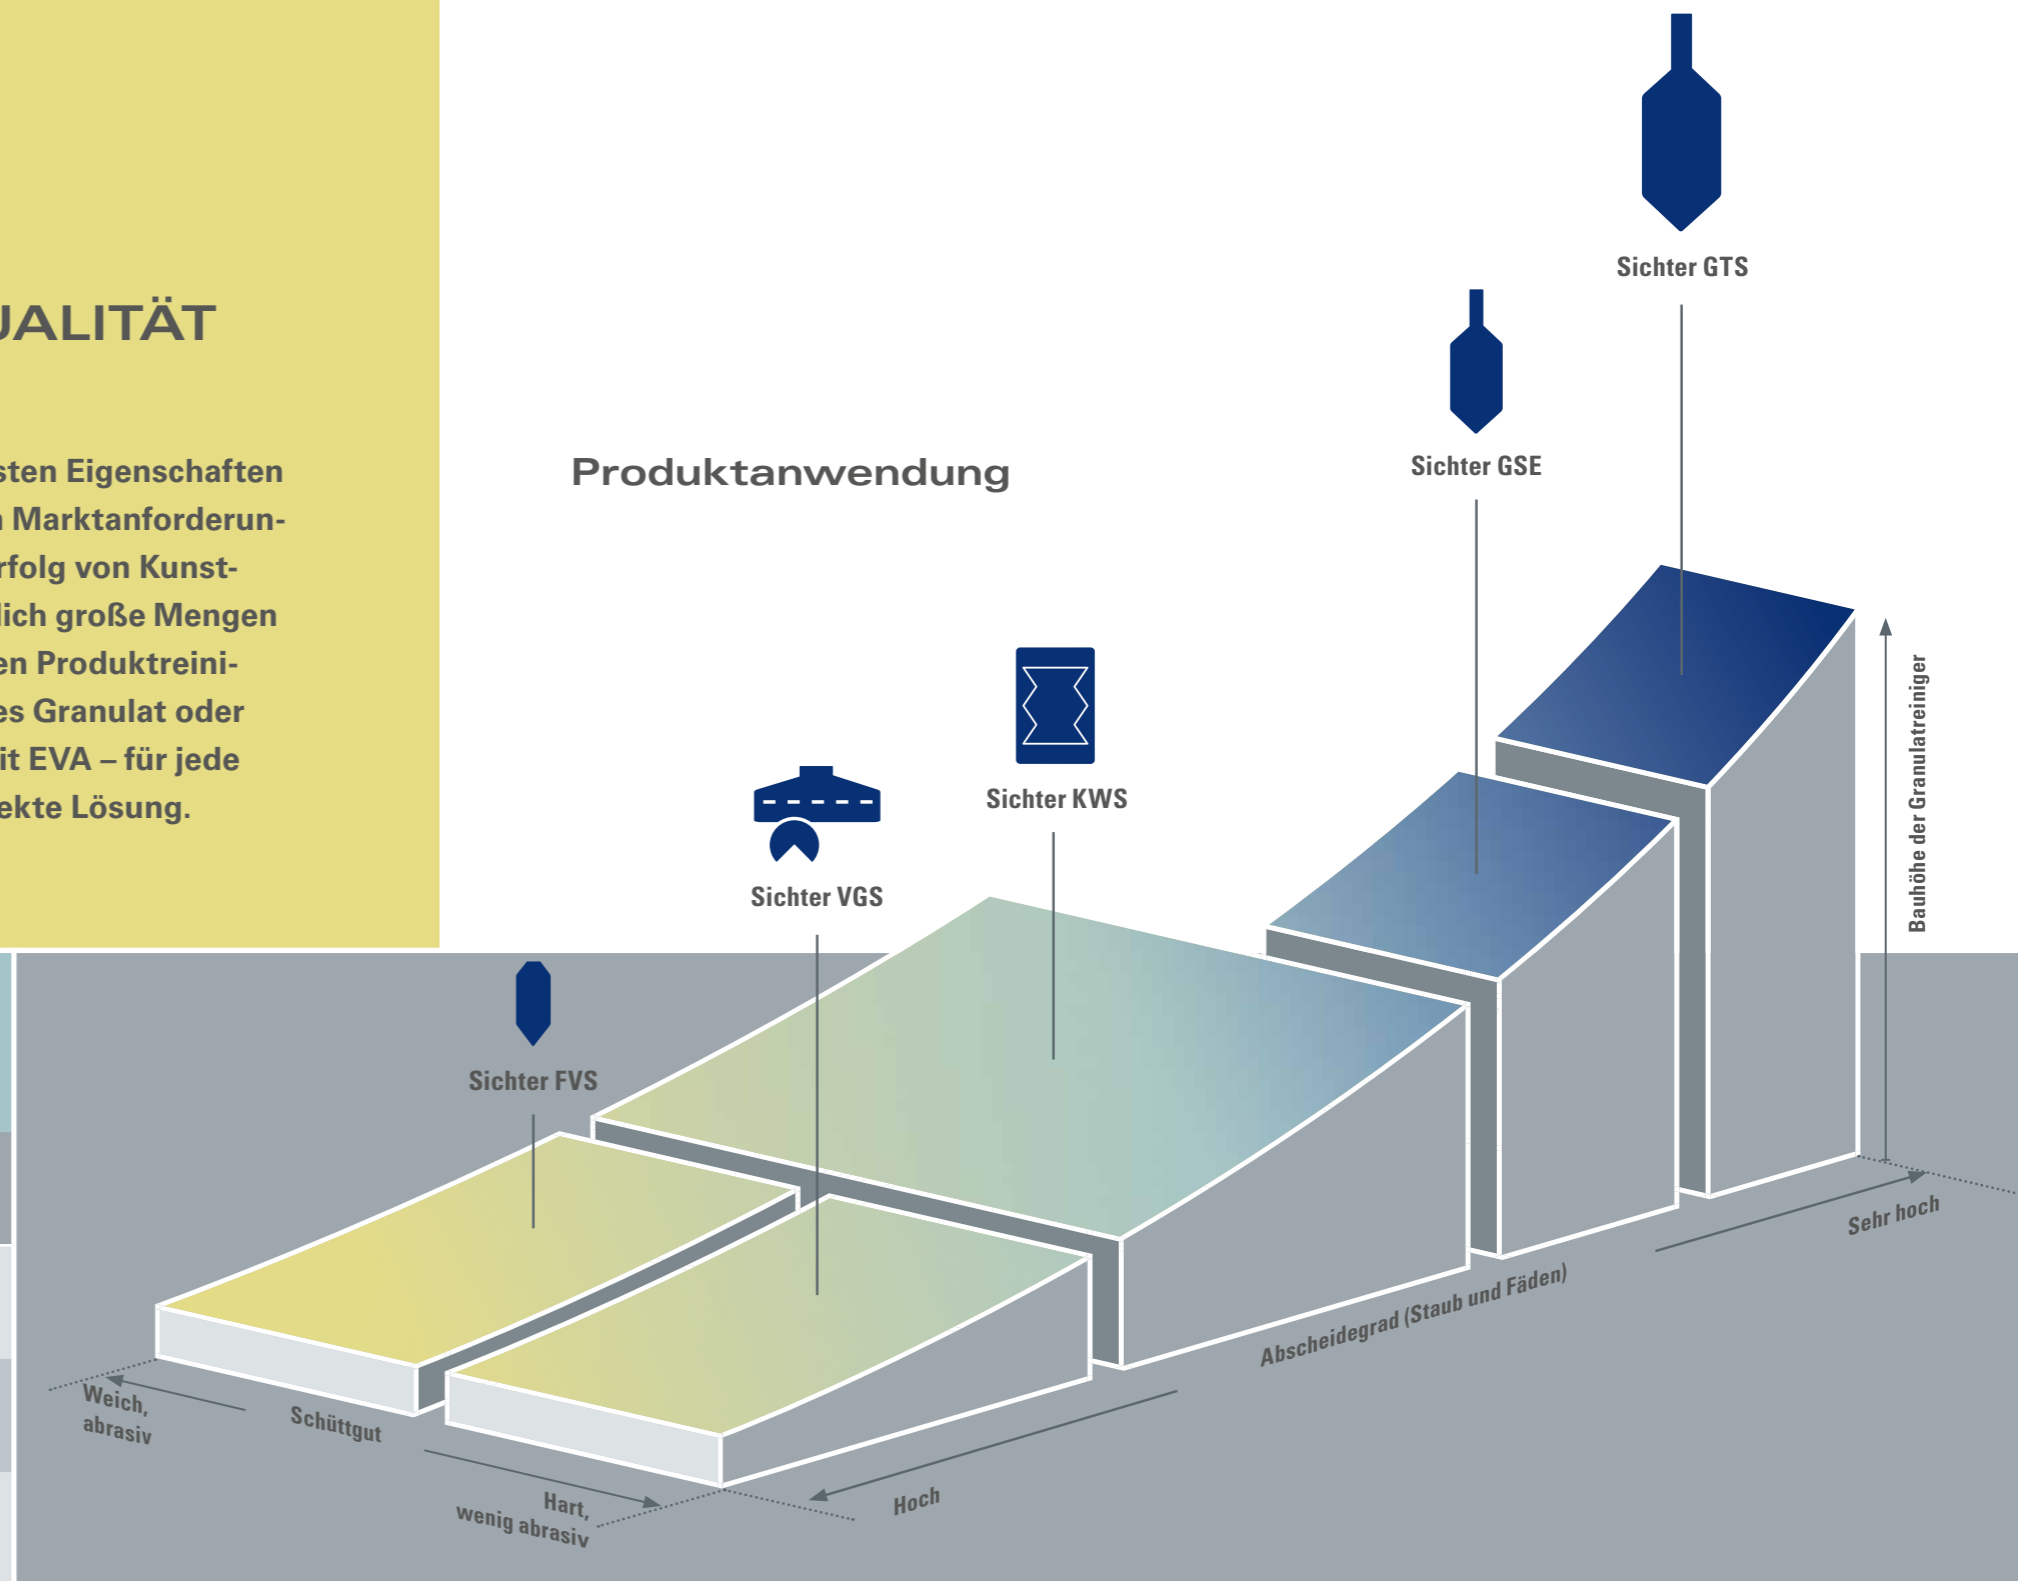 UALITÄT
sten Eigenschaften
n Marktanforderun-
rfolg von Kunst-
lich große Mengen
en Produktreini-
es Granulat oder
it EVA – für jede
ekte Lösung.
Produktanwendung
Sichter GTS
Sichter GSE
Sichter KWS
Sichter VGS
Sichter FVS
Bauhöhe der Granulatreiniger
Sehr hoch
Abscheidegrad (Staub und Fäden)
Hoch
Weich,
abrasiv
Schüttgut
Hart,
wenig abrasiv